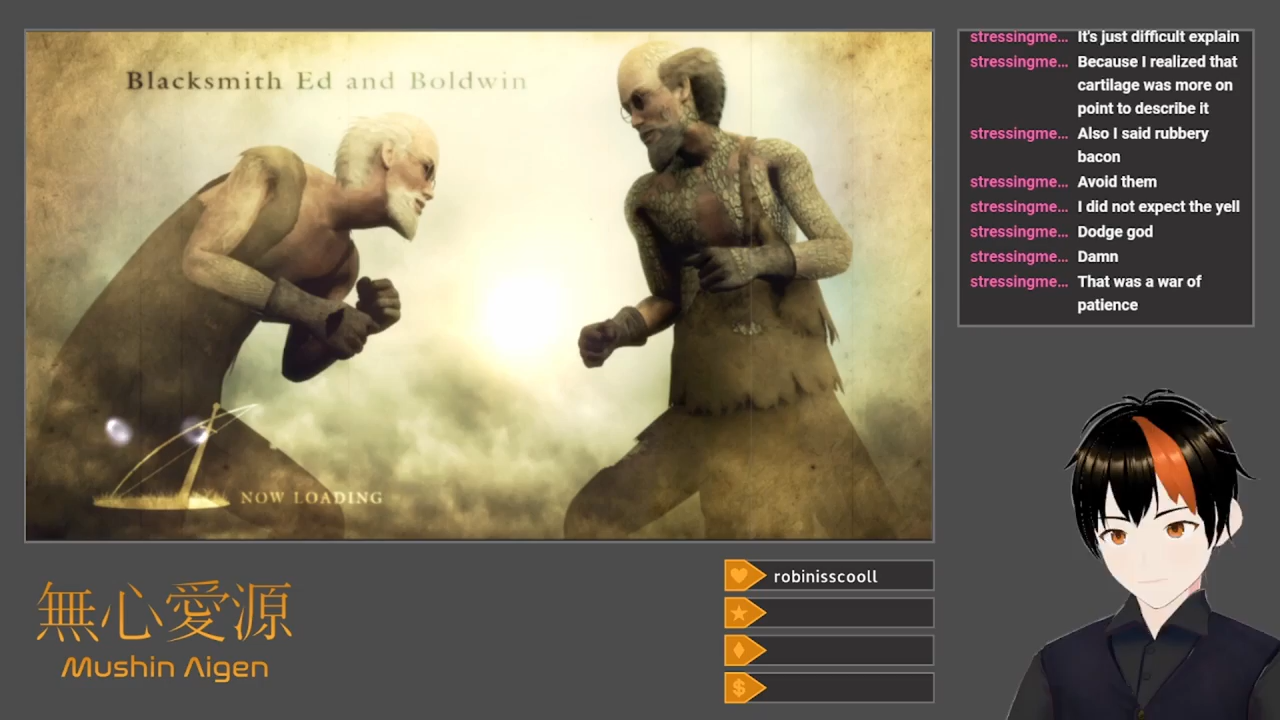 Blacksmith Ed and Boldwin
NOW LOADING
stressingme... It's just difficult explain
stressingme... Because I realized that
cartilage was more on
point to describe it
stressingme... Also I said rubbery
bacon
stressingme... Avoid them
stressingme... I did not expect the yell
stressingme... Dodge god
stressingme... Damn
stressingme... That was a war of
patience
無心愛源
Mushin Aigen
robinisscooll
$